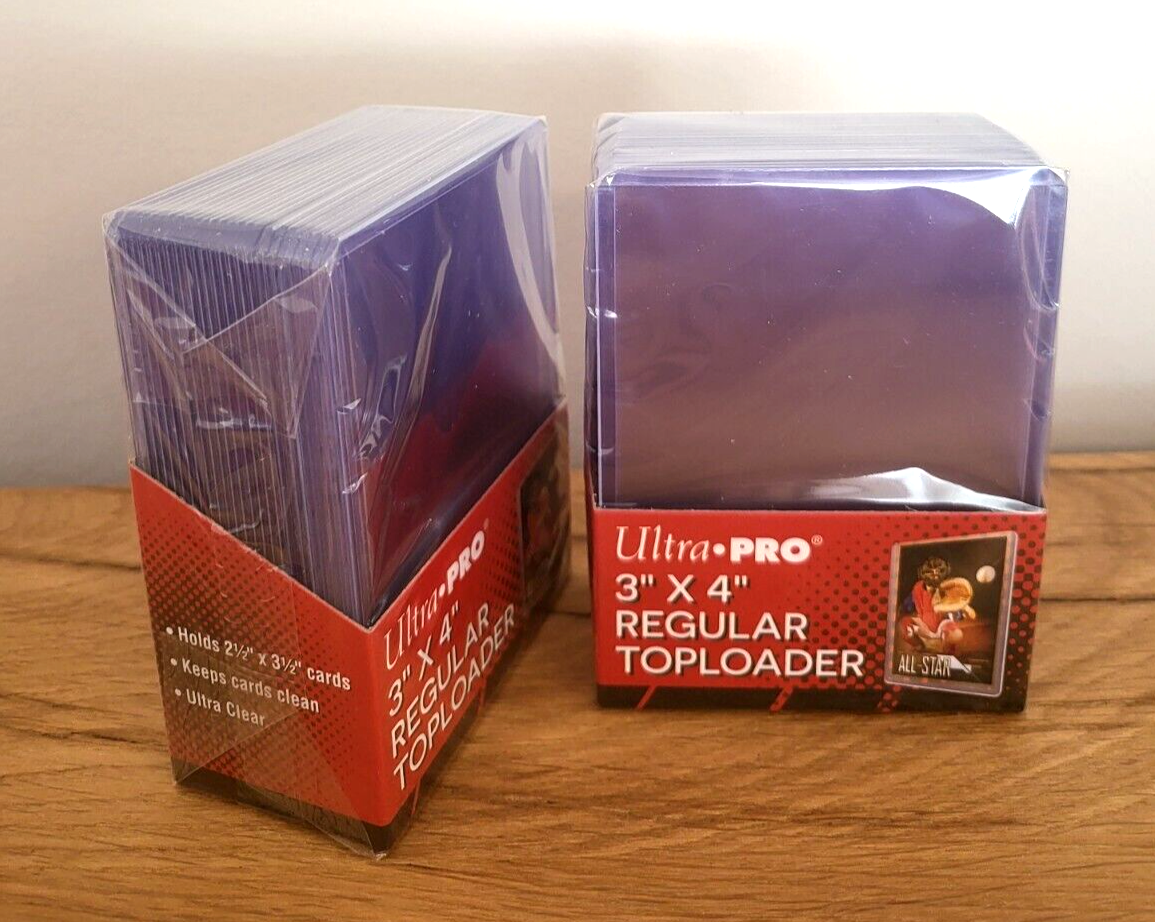 • Holds 2½" x 3½" cards
• Keeps cards clean
• Ultra Clear
Ultra•PRO®
3" X 4"
REGULAR
TOPLOADER
Ultra•PRO®
3" X 4"
REGULAR
TOPLOADER
ALL-STAR